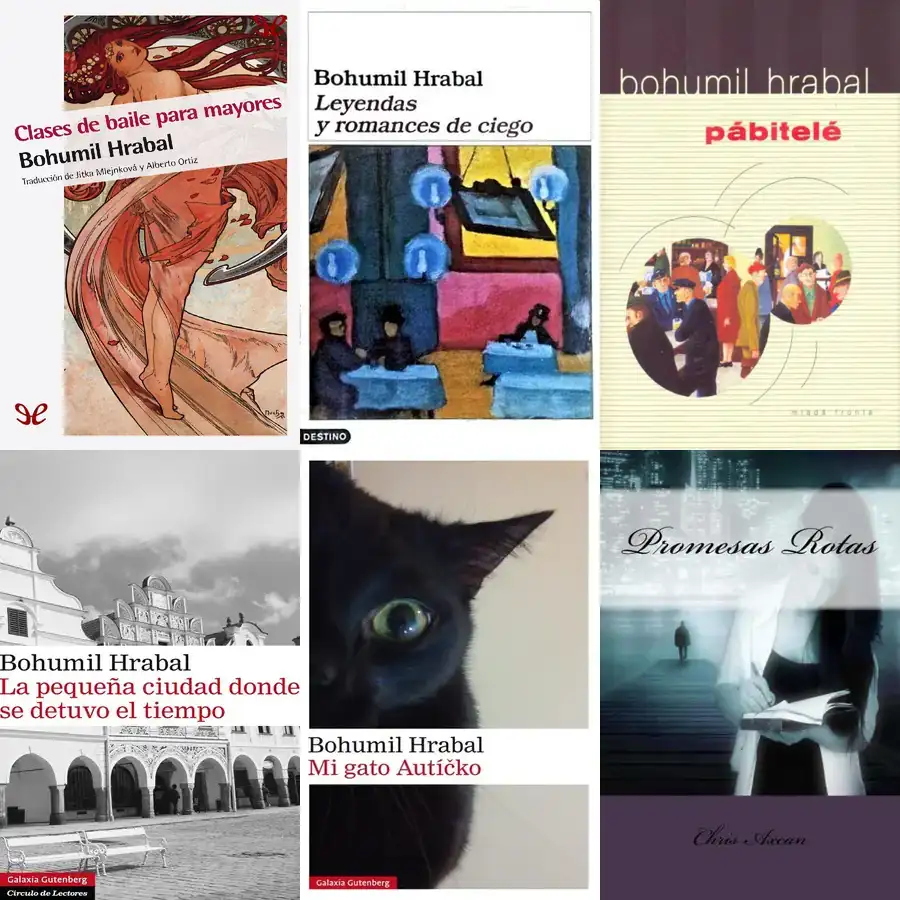 Clases de baile para mayores
Bohumil Hrabal
Traducción de Jitka Mlejnková y Alberto Ortiz
Bohumil Hrabal
Leyendas
y romances de ciego
DESTINO
bohumil hrabal
pábitelé
mladá fronta
Bohumil Hrabal
La pequeña ciudad donde
se detuvo el tiempo
Galaxia Gutenberg
Círculo de Lectores
Bohumil Hrabal
Mi gato Autíčko
Galaxia Gutenberg
Promesas Rotas
Chris Axcan